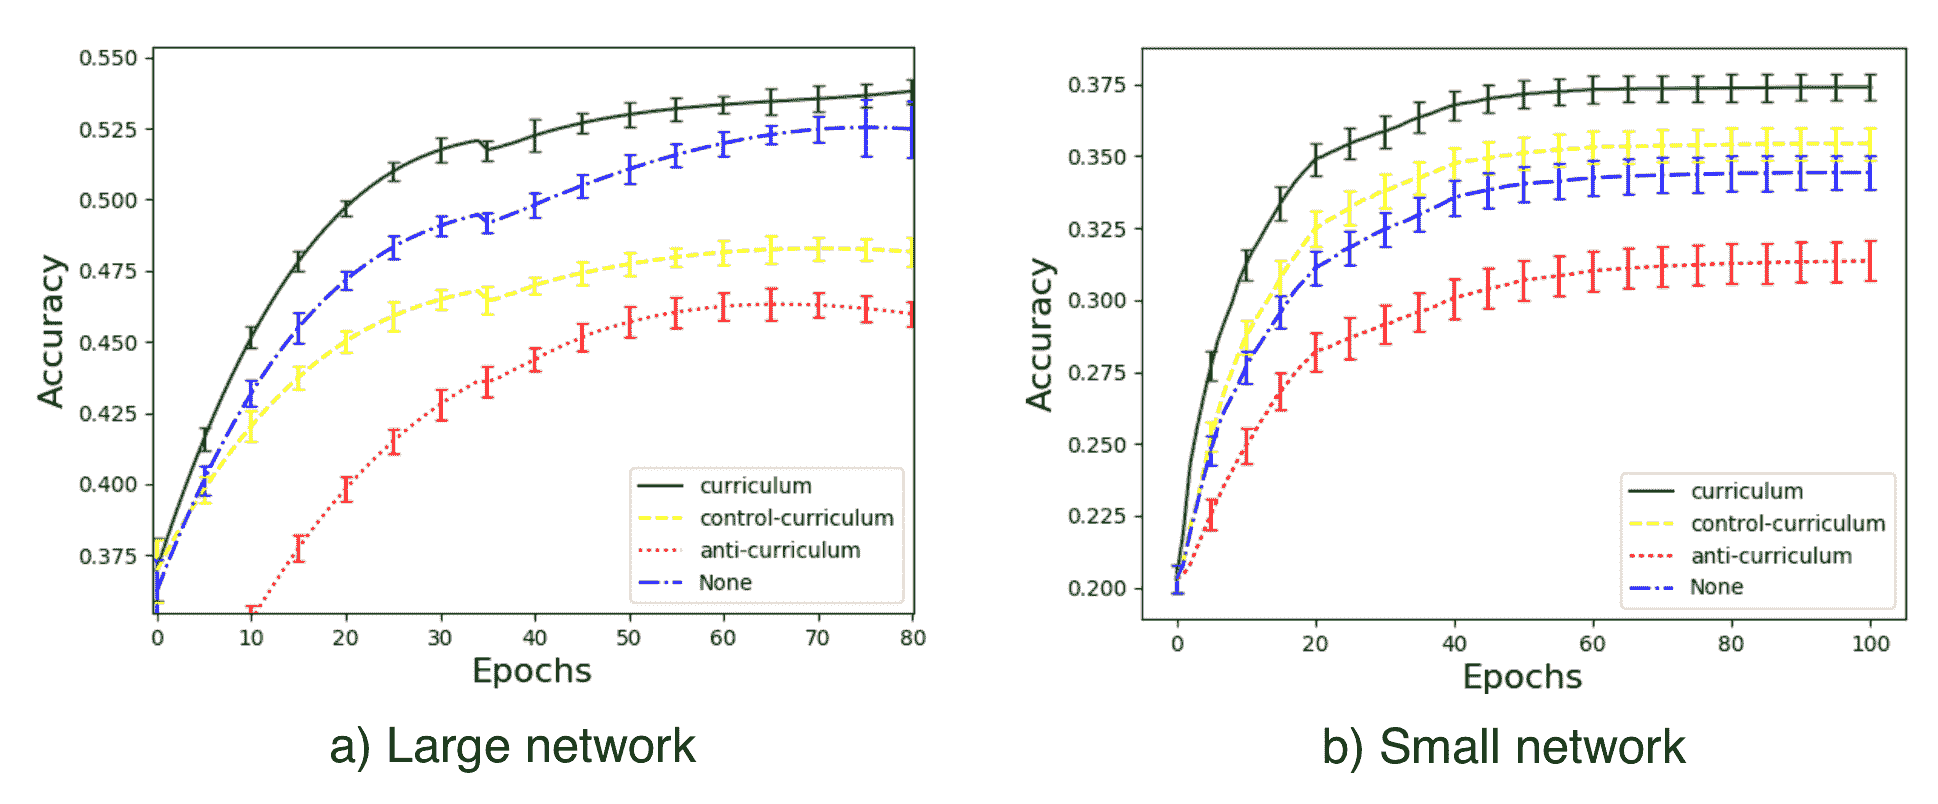 0.550
0.525
0.500
0.475
0.450
0.425
0.400
0.375
Accuracy
curriculum
control-curriculum
anti-curriculum
None
0 10 20 30 40 50 60 70 80
Epochs
a) Large network
0.375
0.350
0.325
0.300
0.275
0.250
0.225
0.200
Accuracy
curriculum
control-curriculum
anti-curriculum
None
0 20 40 60 80 100
Epochs
b) Small network